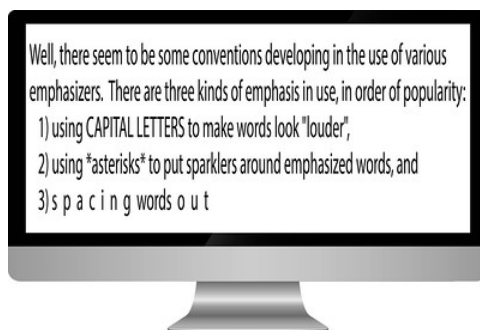 Well, there seem to be some conventions developing in the use of various
emphasizers. There are three kinds of emphasis in use, in order of popularity:
1) using CAPITAL LETTERS to make words look "louder",
2) using *asterisks* to put sparklers around emphasized words, and
3) s p a c i n g words o u t